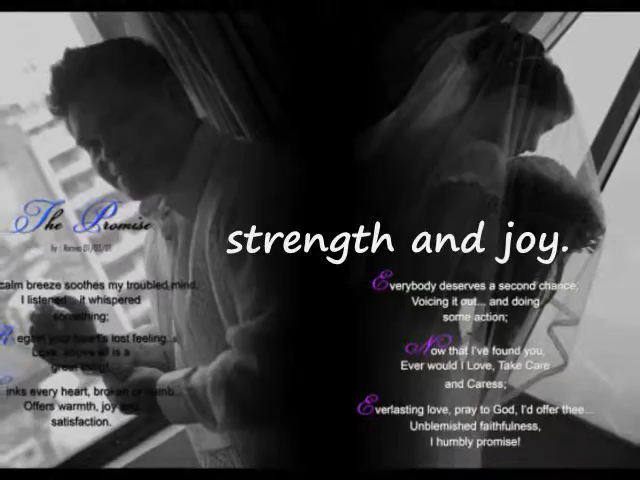 The Promise
strength and joy.
calm breeze soothes my troubled mind,
I listened... it whispered
something;
Regain your heart's lost feeling...
Love above all is a
great thing!
inks every heart, broken or numb...
Offers warmth, joy and
satisfaction.
Everybody deserves a second chance,
Voicing it out... and doing
some action;
Now that I've found you,
Ever would I Love, Take Care
and Caress;
Everlasting love, pray to God, I'd offer thee...
Unblemished faithfulness,
I humbly promise!